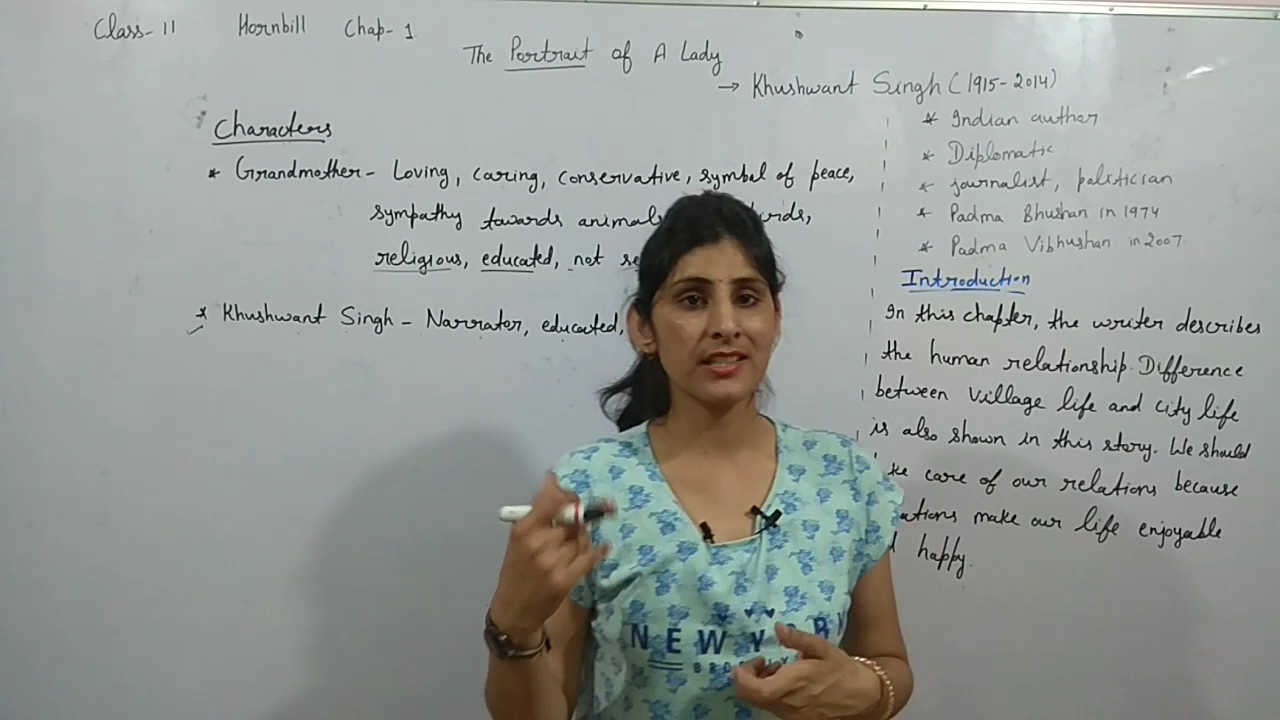 Class-11 Hornbill Chap-1
The Portrait of A Lady
→ Khushwant Singh (1915-2014)
* Indian author
* Diplomatic
* journalist, politician
* Padma Bhushan in 1974
* Padma Vibhushan in 2007
Characters
* Grandmother - Loving, caring, conservative, symbol of peace,
sympathy towards animals
religious, educated, not
* Khushwant Singh - Narrator, educated,
Introduction
In this chapter, the writer describes
the human relationship. Difference
between village life and city life
is also shown in this story. We should
care of our relations because
make our life enjoyable
happy.
NEW YORK